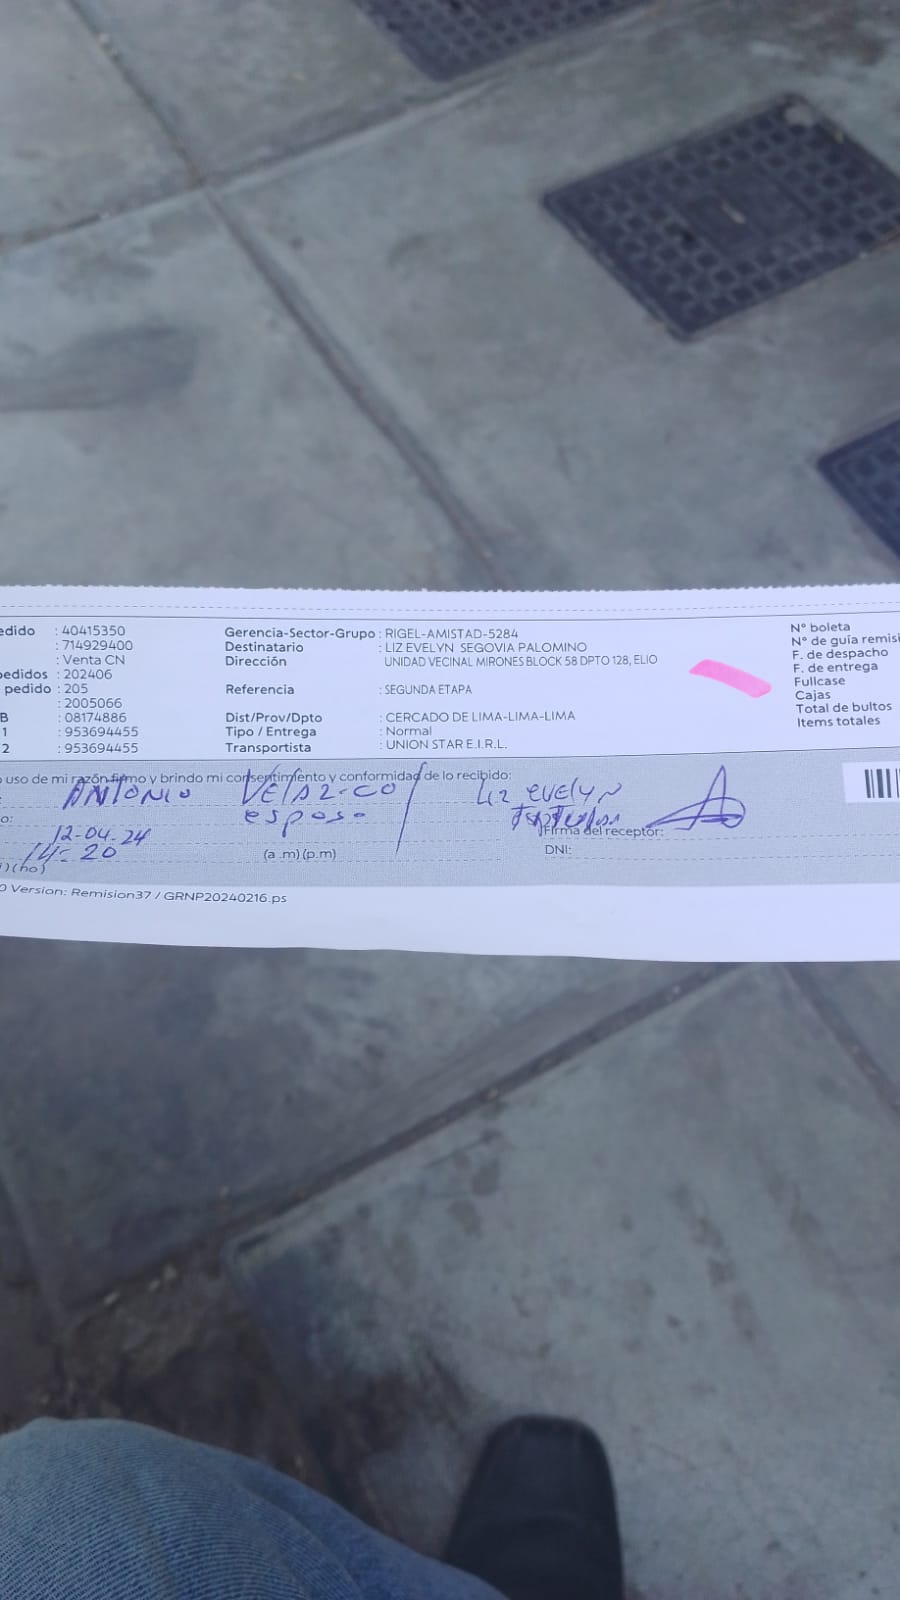 edido : 40415350
: 714929400
: Venta CN
pedidos : 202406
pedido : 205
: 2005066
B : 08174886
1 : 953694455
2 : 953694455
Gerencia-Sector-Grupo : RIGEL-AMISTAD-5284
Destinatario : LIZ EVELYN SEGOVIA PALOMINO
Dirección UNIDAD VECINAL MIRONES BLOCK 58 DPTO 128, ELIO
Referencia : SEGUNDA ETAPA
Dist/Prov/Dpto : CERCADO DE LIMA-LIMA-LIMA
Tipo / Entrega : Normal
Transportista : UNION STAR E.I.R.L.
N° boleta
N° de guía remisi
F. de despacho
F. de entrega
Fullcase
Cajas
Total de bultos
Items totales
o uso de mi razón firmo y brindo mi consentimiento y conformidad de lo recibido:
ANTONIO VElAz-co / Liz evelyn
esposo
o:
12-04-24
14-20
(a .m) (p.m)
Firma del receptor:
DNI:
0 Version: Remision37 / GRNP20240216.ps